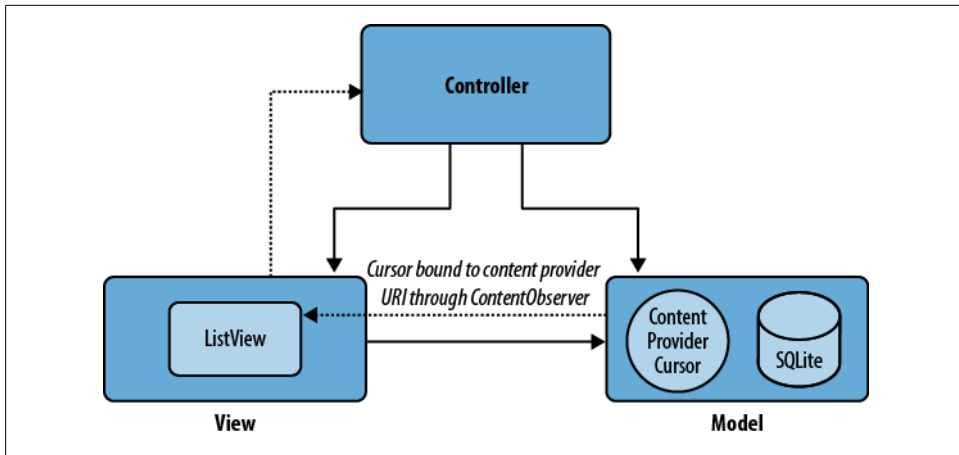 Controller
Cursor bound to content provider
URI through ContentObserver
ListView
Content
Provider
Cursor
SQLite
View
Model